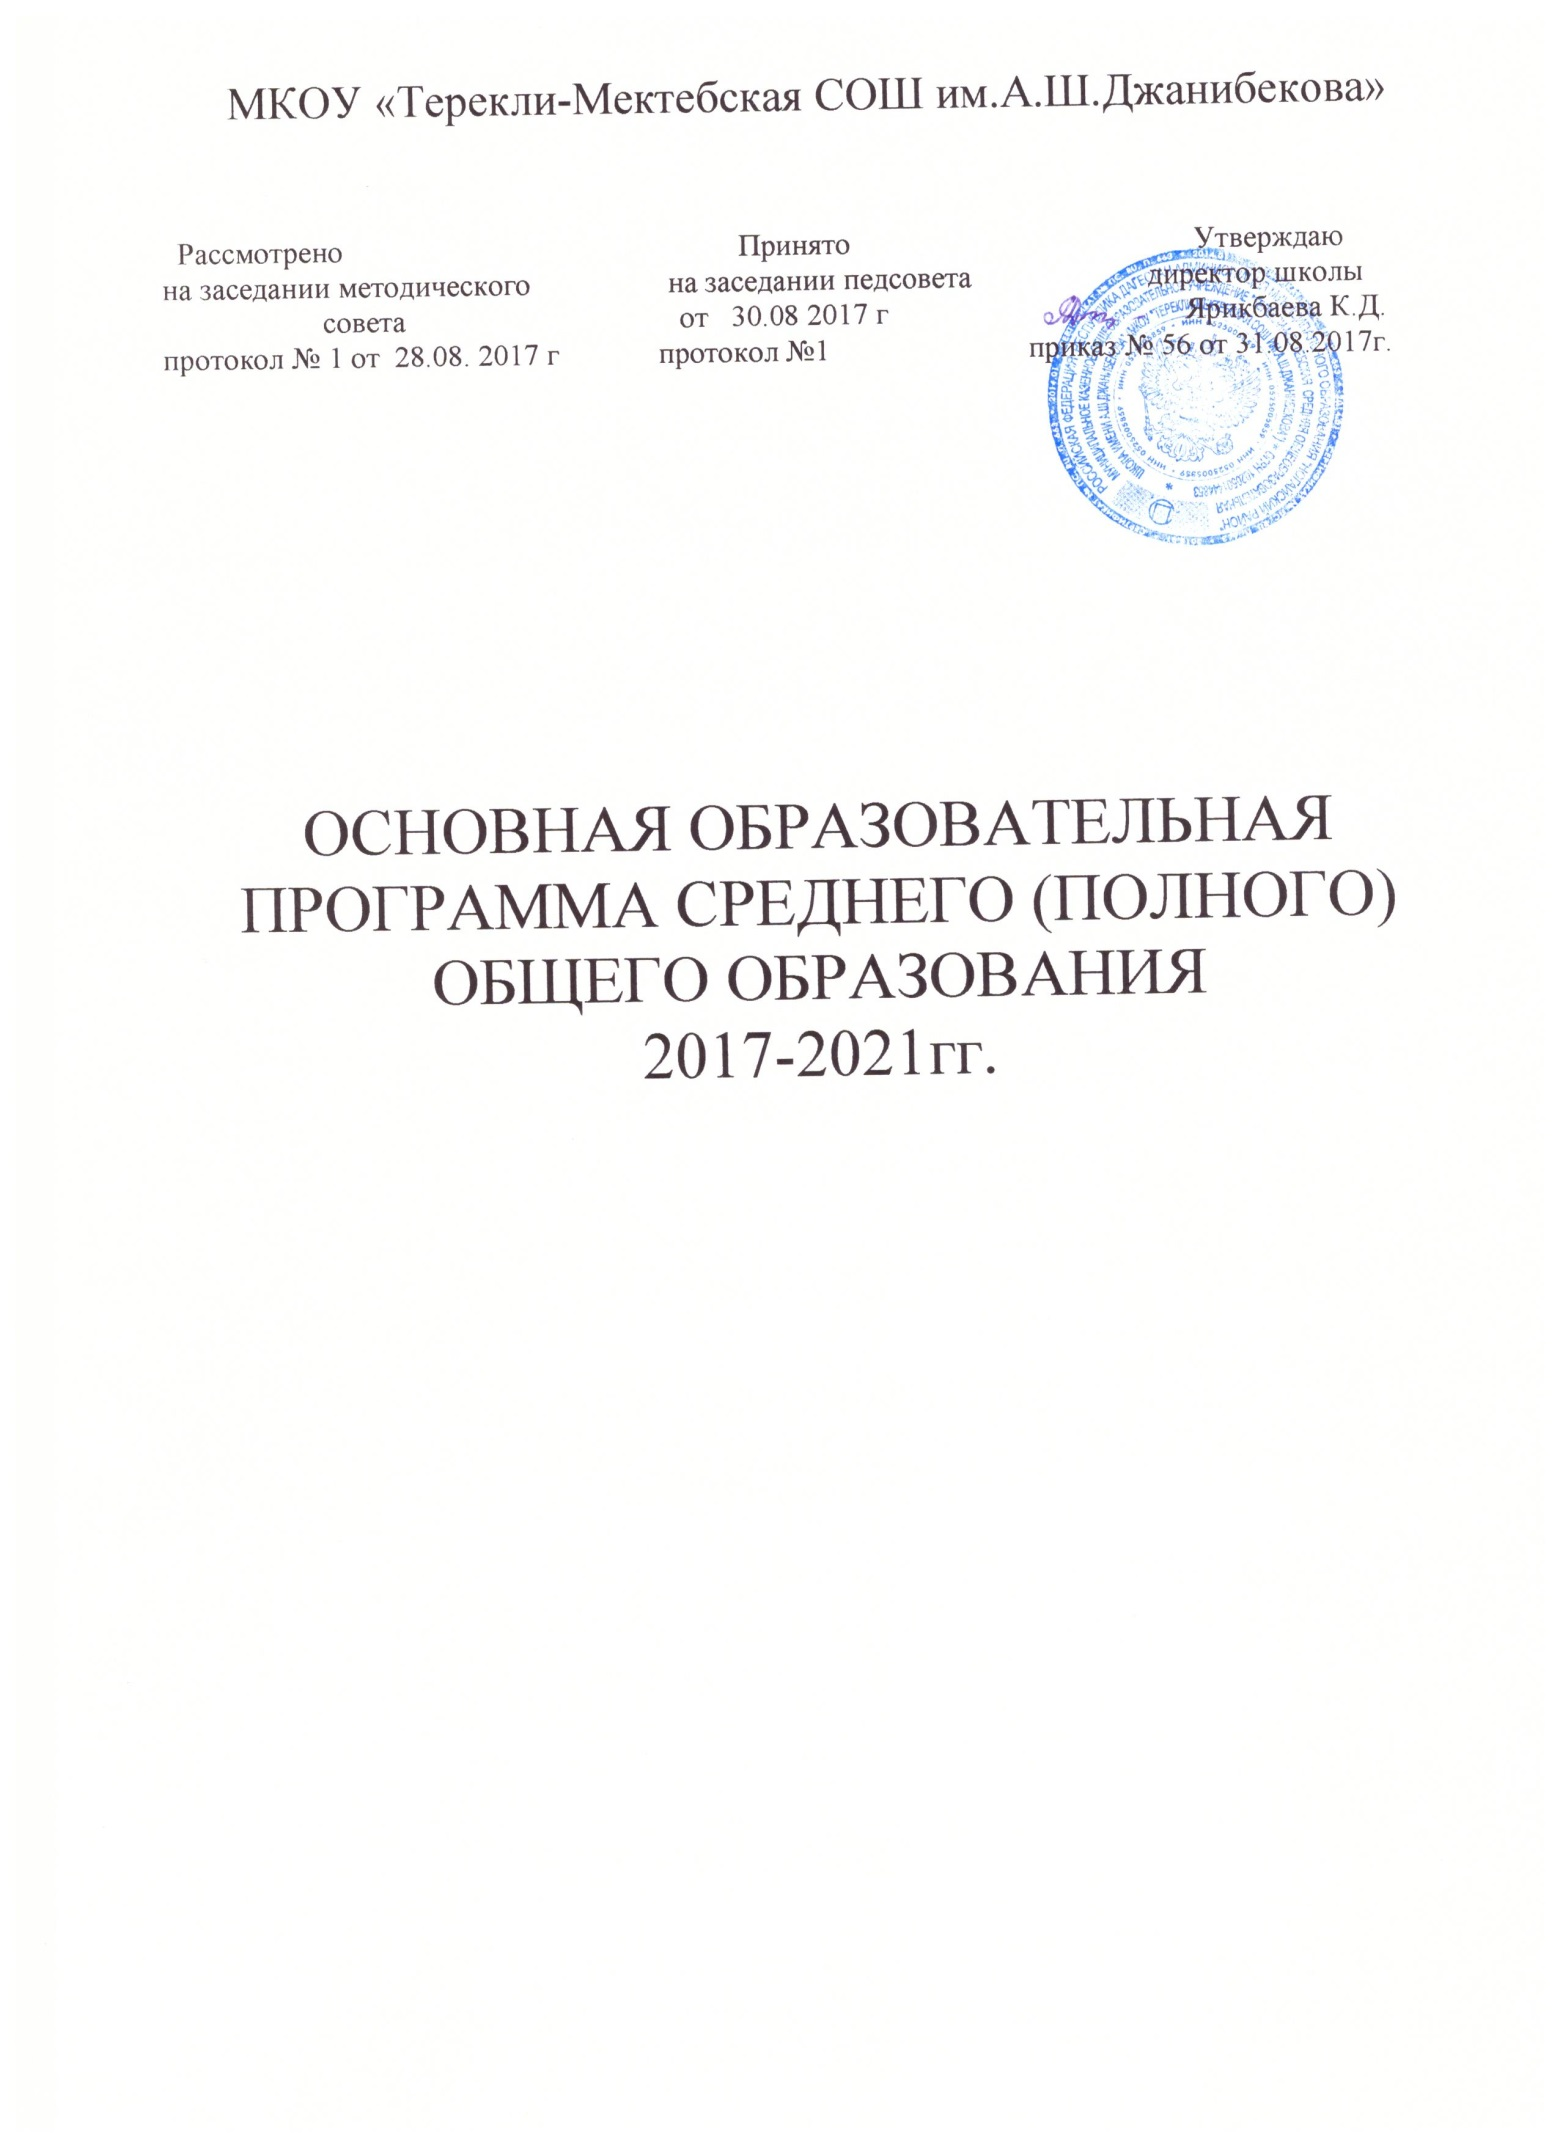 МКОУ «Терекли-Мектебская СОШ им.А.Ш.Джанибекова»
Рассмотрено
на заседании методического
совета
протокол № 1 от 28.08. 2017 г
Принято
на заседании педсовета
от 30.08 2017 г
протокол №1
Утверждаю
директор школы
Ярикбаева К.Д.
приказ № 56 от 31.08.2017г.
ОСНОВНАЯ ОБРАЗОВАТЕЛЬНАЯ
ПРОГРАММА СРЕДНЕГО (ПОЛНОГО)
ОБЩЕГО ОБРАЗОВАНИЯ
2017-2021гг.